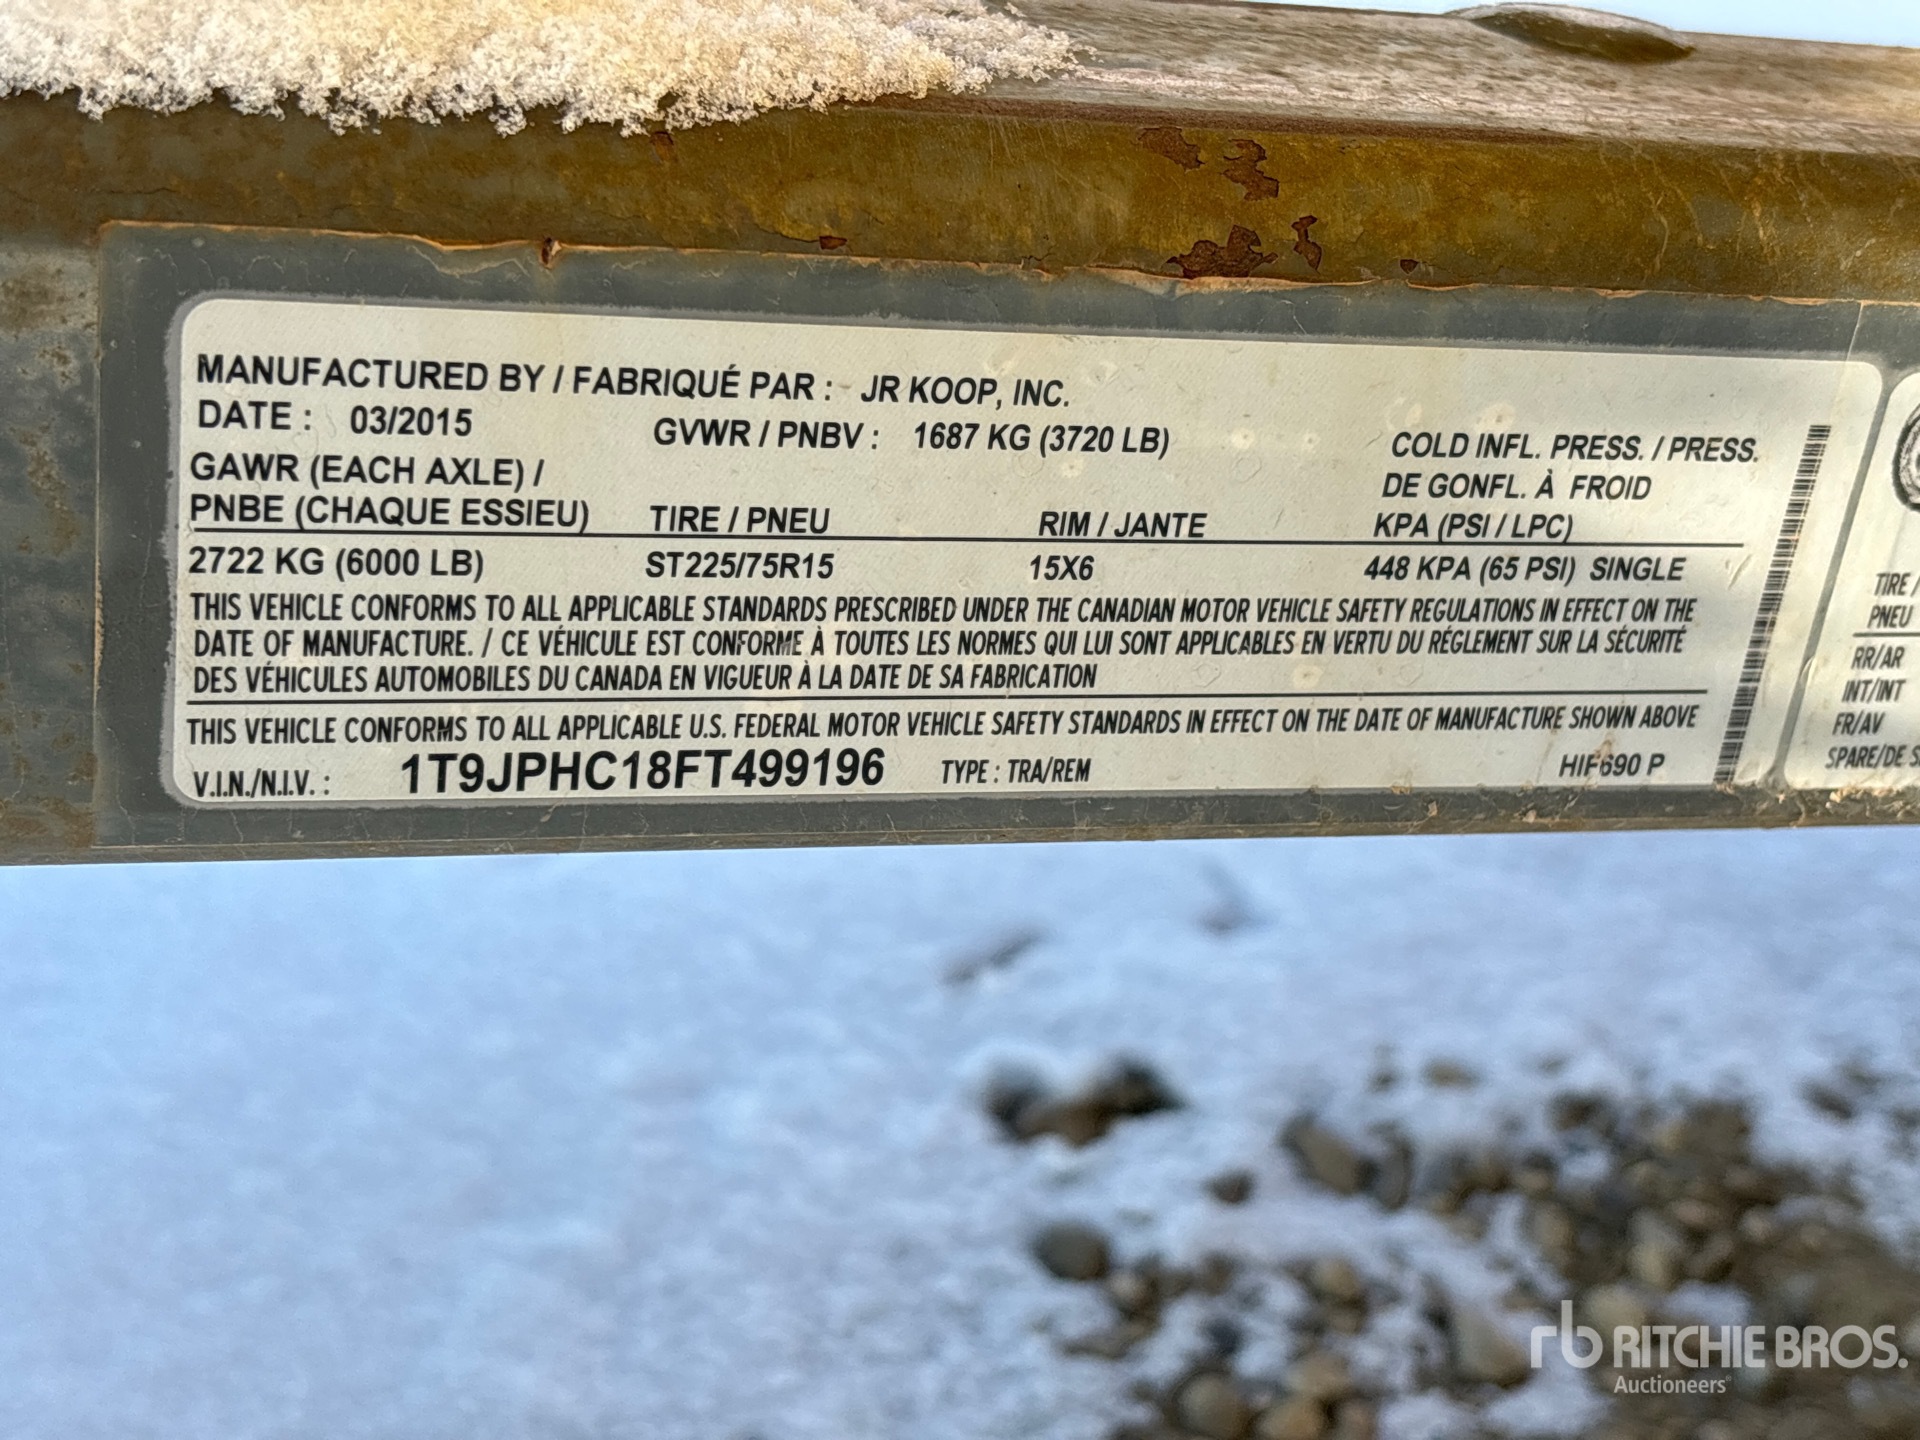 MANUFACTURED BY / FABRIQUÉ PAR : JR KOOP, INC.
DATE : 03/2015 GVWR / PNBV : 1687 KG (3720 LB)
COLD INFL. PRESS. / PRESS.
GAWR (EACH AXLE) / DE GONFL. À FROID
PNBE (CHAQUE ESSIEU) TIRE / PNEU RIM / JANTE KPA (PSI / LPC)
2722 KG (6000 LB) ST225/75R15 15X6 448 KPA (65 PSI) SINGLE
THIS VEHICLE CONFORMS TO ALL APPLICABLE STANDARDS PRESCRIBED UNDER THE CANADIAN MOTOR VEHICLE SAFETY REGULATIONS IN EFFECT ON THE
DATE OF MANUFACTURE. / CE VÉHICULE EST CONFORME À TOUTES LES NORMES QUI LUI SONT APPLICABLES EN VERTU DU RÉGLEMENT SUR LA SÉCURITÉ
DES VÉHICULES AUTOMOBILES DU CANADA EN VIGUEUR À LA DATE DE SA FABRICATION
THIS VEHICLE CONFORMS TO ALL APPLICABLE U.S. FEDERAL MOTOR VEHICLE SAFETY STANDARDS IN EFFECT ON THE DATE OF MANUFACTURE SHOWN ABOVE
V.I.N./N.I.V. : 1T9JPHC18FT499196 TYPE : TRA/REM HIF690 P
TIRE /
PNEU
RR/AR
INT/INT
FR/AV
SPARE/DE
rb RITCHIE BROS.
Auctioneers